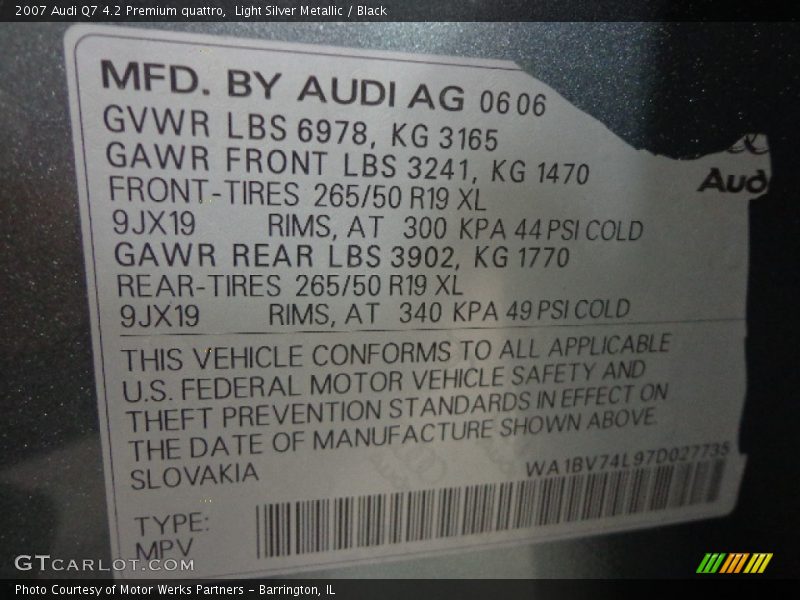 2007 Audi Q7 4.2 Premium quattro, Light Silver Metallic / Black
MFD. BY AUDI AG 06 06
GVWR LBS 6978, KG 3165
GAWR FRONT LBS 3241, KG 1470
FRONT-TIRES 265/50 R19 XL
9JX19 RIMS, AT 300 KPA 44 PSI COLD
GAWR REAR LBS 3902, KG 1770
REAR-TIRES 265/50 R19 XL
9JX19 RIMS, AT 340 KPA 49 PSI COLD
Aud
THIS VEHICLE CONFORMS TO ALL APPLICABLE
U.S. FEDERAL MOTOR VEHICLE SAFETY AND
THEFT PREVENTION STANDARDS IN EFFECT ON
THE DATE OF MANUFACTURE SHOWN ABOVE.
SLOVAKIA
WA1BV74L97D027735
TYPE:
MPV
GTCARLOT.COM
Photo Courtesy of Motor Werks Partners - Barrington, IL